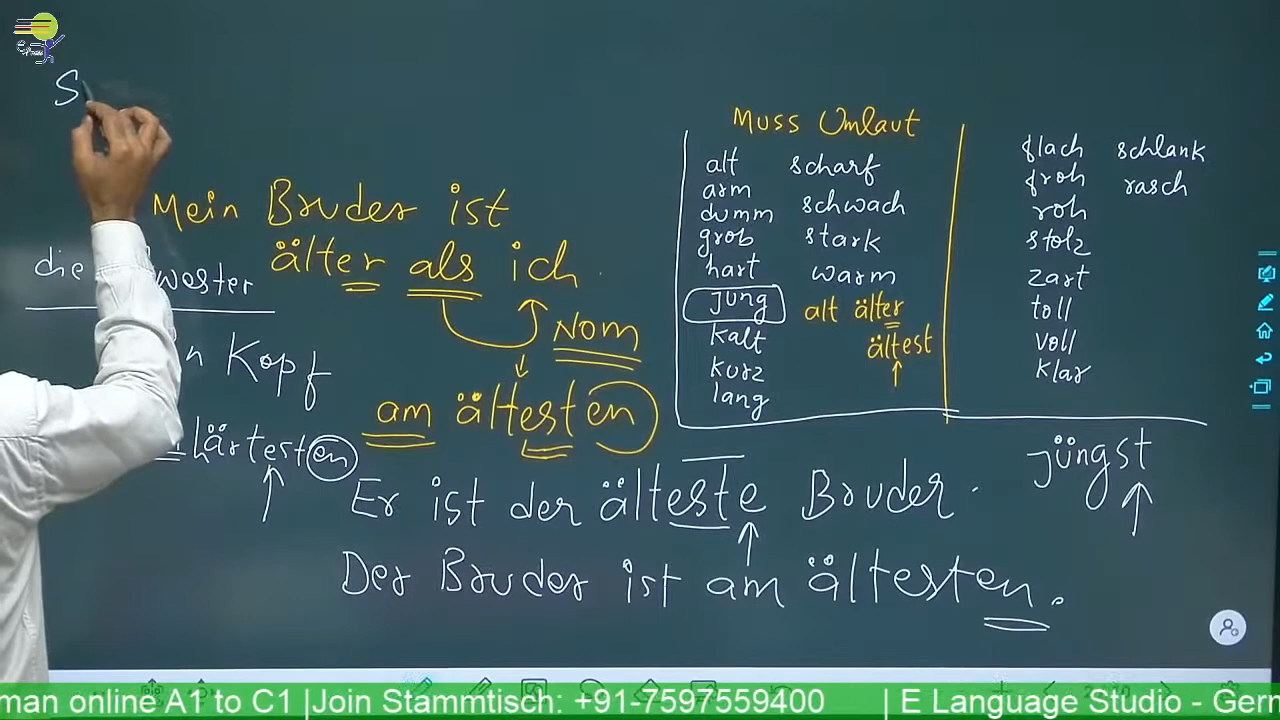 S
Mein Bruder ist
älter als ich.
die
wester
n Kopf
Nom
am ältesten
härtesten
Er ist der älteste Bruder.
Der Bruder ist am ältesten.
Muss Umlaut
alt scharf
arm
dumm schwach
grob stark
hart warm
jung alt älter
kalt ältest
kurz
lang
flach schlank
froh rasch
roh
stolz
zart
toll
voll
klar
jüngst
man online A1 to C1 |Join Stammtisch: +91-7597559400 | E Language Studio - Gern